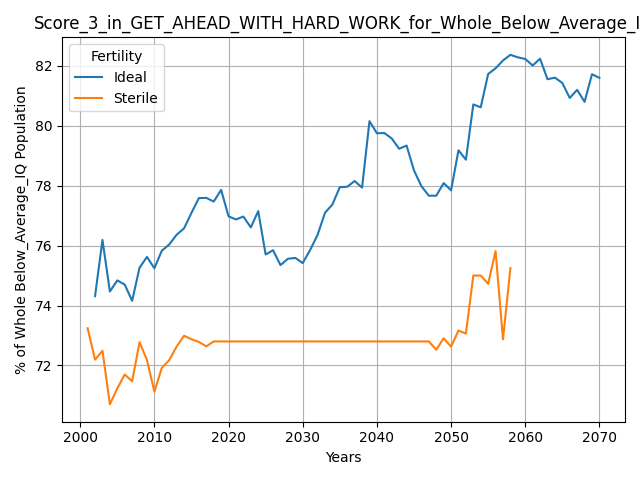 Score_3_in_GET_AHEAD_WITH_HARD_WORK_for_Whole_Below_Average_I
Fertility
Ideal
Sterile
% of Whole Below_Average_IQ Population
82
80
78
76
74
72
2000 2010 2020 2030 2040 2050 2060 2070
Years